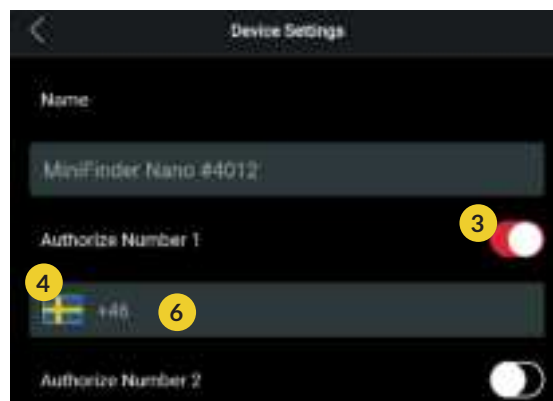 Device Settings
Name
MiniFinder Nano #4012
3
Authorize Number 1
4
+46 6
Authorize Number 2